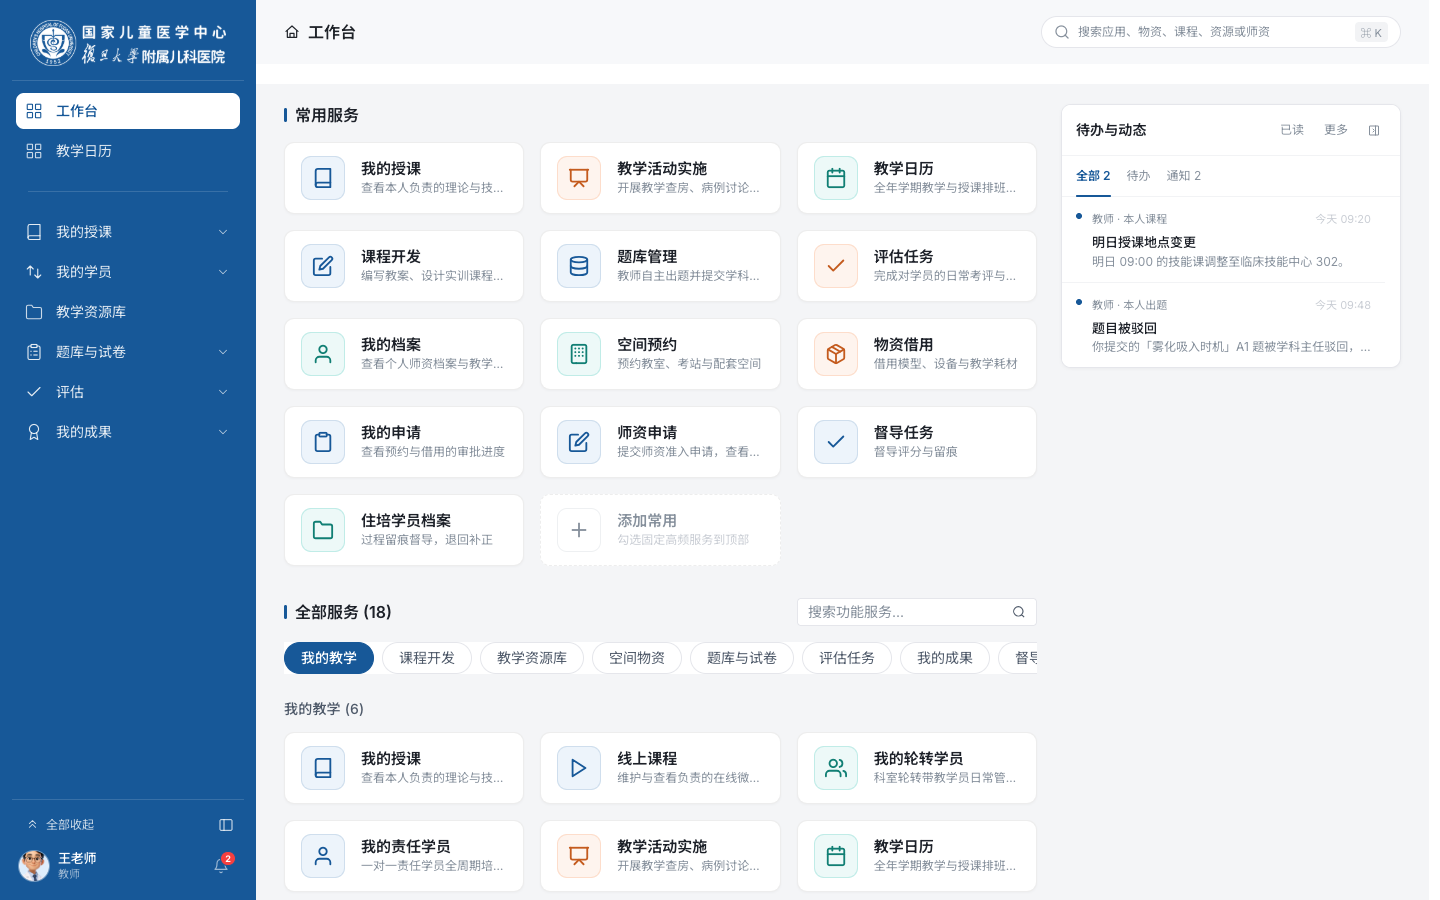 国家儿童医学中心
復旦大学附属儿科医院
工作台
教学日历
我的授课
我的学员
教学资源库
题库与试卷
评估
我的成果
全部收起
王老师
教师
2
工作台
搜索应用、物资、课程、资源或师资
⌘ K
常用服务
我的授课
查看本人负责的理论与技...
教学活动实施
开展教学查房、病例讨论...
教学日历
全年学期教学与授课排班...
课程开发
编写教案、设计实训课程...
题库管理
教师自主出题并提交学科...
评估任务
完成对学员的日常考评与...
我的档案
查看个人师资档案与教学...
空间预约
预约教室、考站与配套空间
物资借用
借用模型、设备与教学耗材
我的申请
查看预约与借用的审批进度
师资申请
提交师资准入申请，查看...
督导任务
督导评分与留痕
住培学员档案
过程留痕督导，退回补正
添加常用
勾选固定高频服务到顶部
全部服务 (18)
搜索功能服务...
我的教学
课程开发
教学资源库
空间物资
题库与试卷
评估任务
我的成果
督导
我的教学 (6)
我的授课
查看本人负责的理论与技...
线上课程
维护与查看负责的在线微...
我的轮转学员
科室轮转带教学员日常管...
我的责任学员
一对一责任学员全周期培...
教学活动实施
开展教学查房、病例讨论...
教学日历
全年学期教学与授课排班...
待办与动态
已读
更多
全部 2
待办
通知 2
教师 · 本人课程
今天 09:20
明日授课地点变更
明日 09:00 的技能课调整至临床技能中心 302。
教师 · 本人出题
今天 09:48
题目被驳回
你提交的「雾化吸入时机」A1 题被学科主任驳回，...